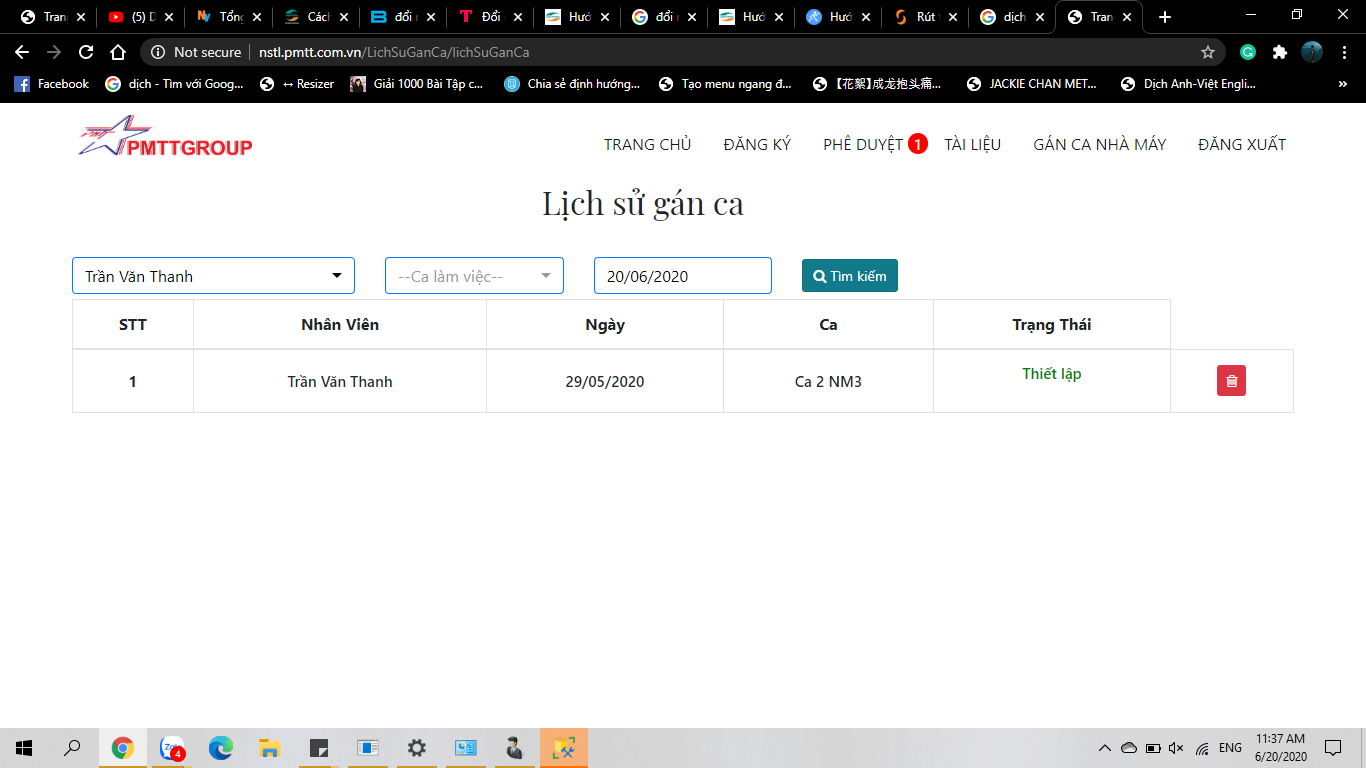 Tran
(5) D
Tổng
Cách
đổi
Đổi
Hướ
đổi
Hướ
Hướ
Rút
dịch
Tran
Not secure nstl.pmtt.com.vn/LichSuGanCa/lichSuGanCa
Facebook dịch - Tìm với Goog... ↔ Resizer Giải 1000 Bài Tập c... Chia sẻ định hướng... Tạo menu ngang đ... 【花絮】成龙抱头痛... JACKIE CHAN MET... Dịch Anh-Việt Engli... »
PMTTGROUP
TRANG CHỦ ĐĂNG KÝ PHÊ DUYỆT 1 TÀI LIỆU GÁN CA NHÀ MÁY ĐĂNG XUẤT
Lịch sử gán ca
Trần Văn Thanh --Ca làm việc-- 20/06/2020 Tìm kiếm
STT Nhân Viên Ngày Ca Trạng Thái
1 Trần Văn Thanh 29/05/2020 Ca 2 NM3 Thiết lập
4
ENG
11:37 AM
6/20/2020